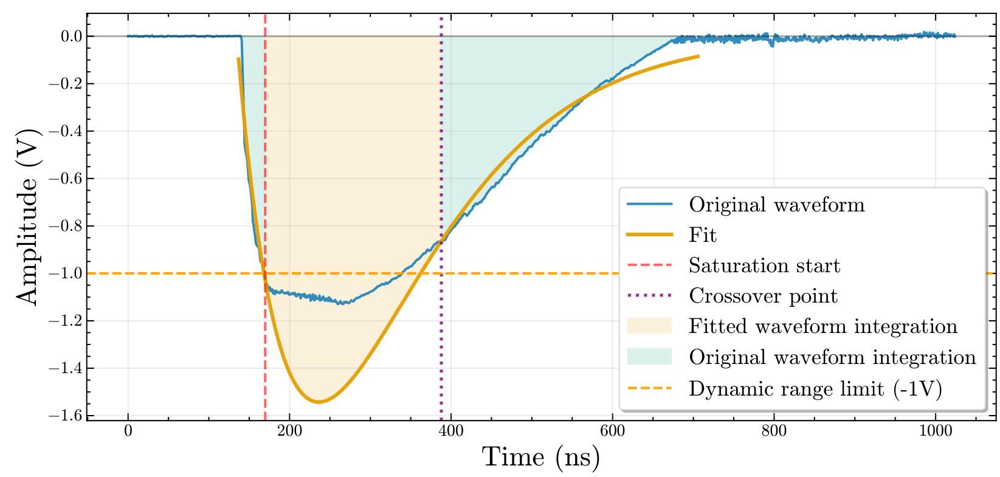 Amplitude (V)
0.0
−0.2
−0.4
−0.6
−0.8
−1.0
−1.2
−1.4
−1.6
Original waveform
Fit
Saturation start
Crossover point
Fitted waveform integration
Original waveform integration
Dynamic range limit (-1V)
0 200 400 600 800 1000
Time (ns)